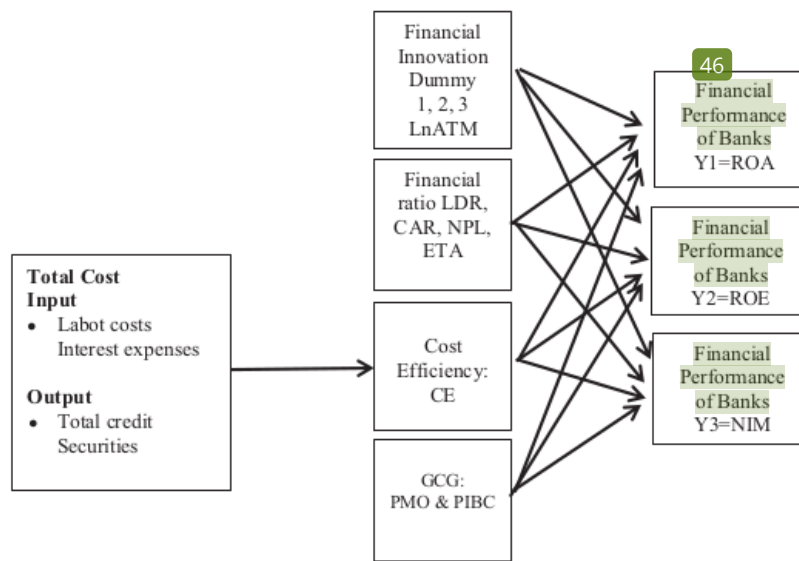 Total Cost
Input
• Labot costs
Interest expenses
Output
• Total credit
Securities
Financial
Innovation
Dummy
1, 2, 3
LnATM
Financial
ratio LDR,
CAR, NPL,
ETA
Cost
Efficiency:
CE
GCG:
PMO & PIBC
46
Financial
Performance
of Banks
Y1=ROA
Financial
Performance
of Banks
Y2=ROE
Financial
Performance
of Banks
Y3=NIM